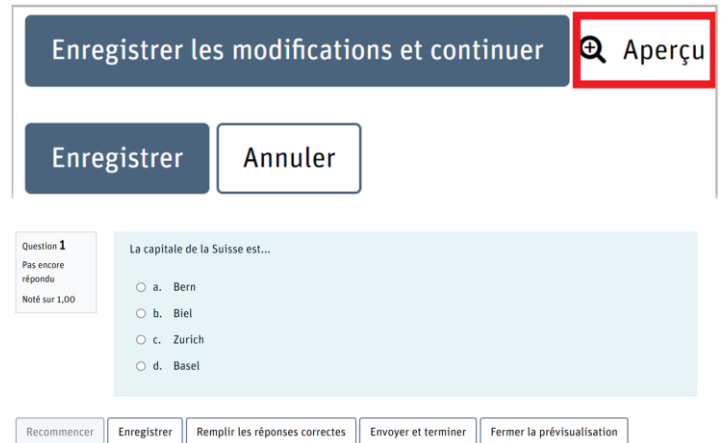 Enregistrer les modifications et continuer Aperçu
Enregistrer Annuler
Question 1
Pas encore
répondu
Noté sur 1,00
La capitale de la Suisse est...
a. Bern
b. Biel
c. Zurich
d. Basel
Recommencer Enregistrer Remplir les réponses correctes Envoyer et terminer Fermer la prévisualisation